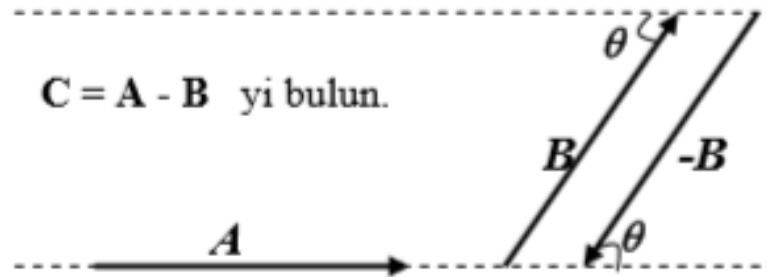 θ
C = A - B yi bulun.
B
-B
A
θ